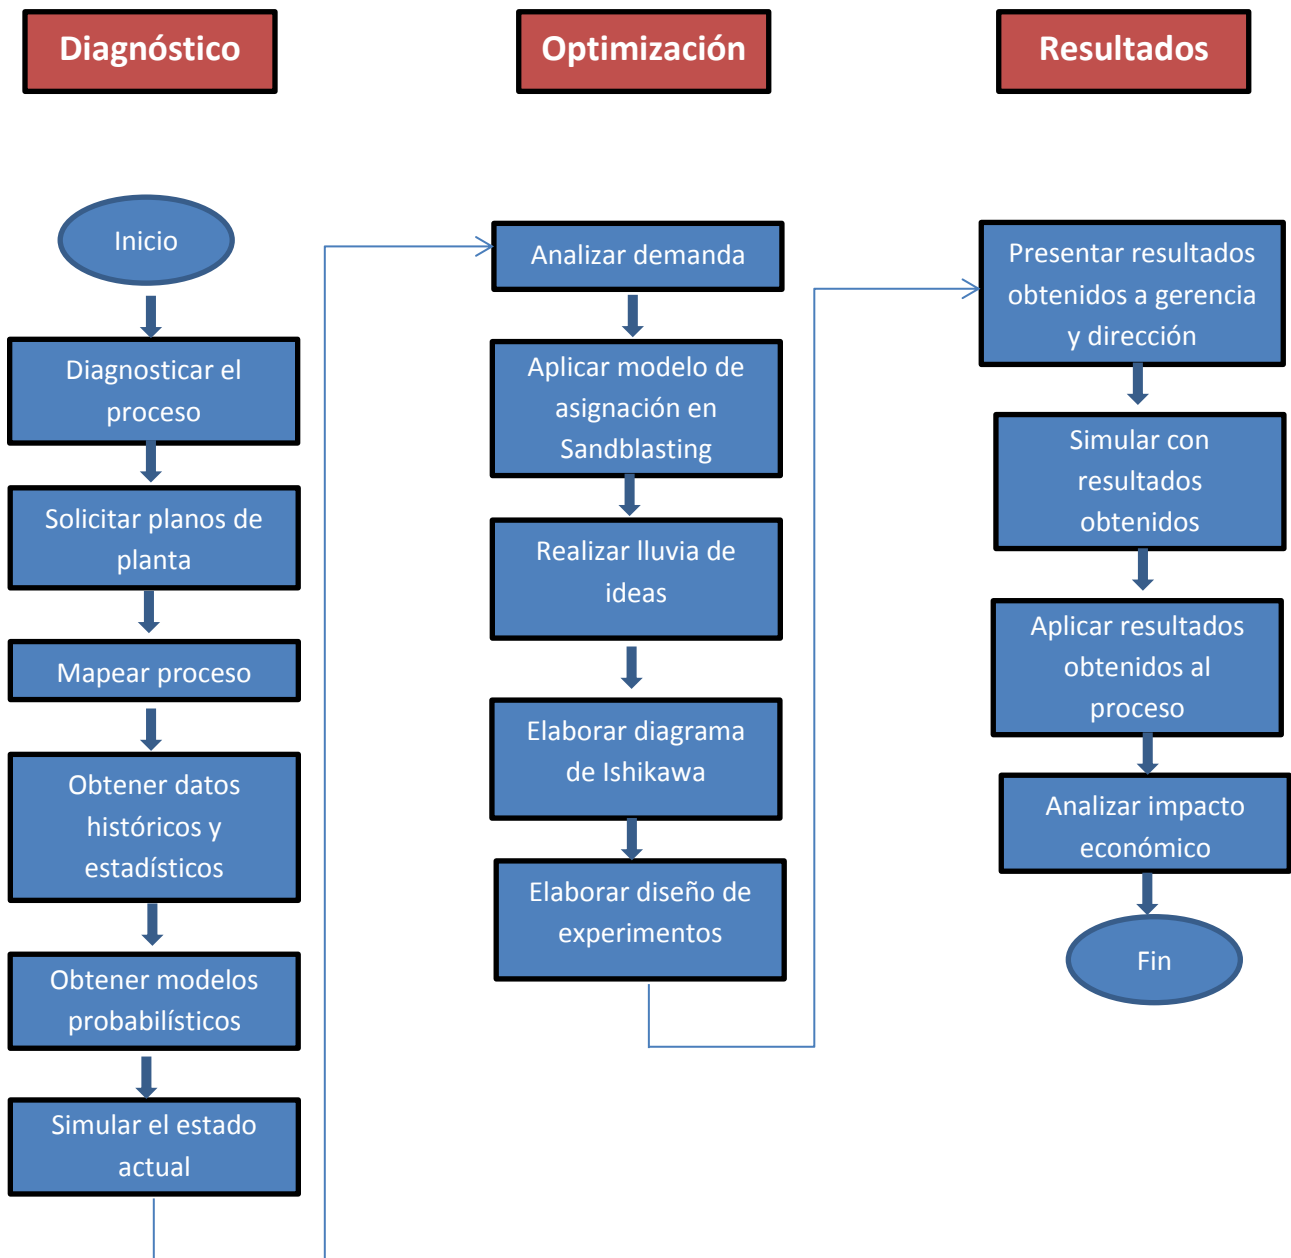 Diagnóstico
Optimización
Resultados
Inicio
Diagnosticar el
proceso
Solicitar planos de
planta
Mapear proceso
Obtener datos
históricos y
estadísticos
Obtener modelos
probabilísticos
Simular el estado
actual
Analizar demanda
Aplicar modelo de
asignación en
Sandblasting
Realizar lluvia de
ideas
Elaborar diagrama
de Ishikawa
Elaborar diseño de
experimentos
Presentar resultados
obtenidos a gerencia
y dirección
Simular con
resultados
obtenidos
Aplicar resultados
obtenidos al
proceso
Analizar impacto
económico
Fin